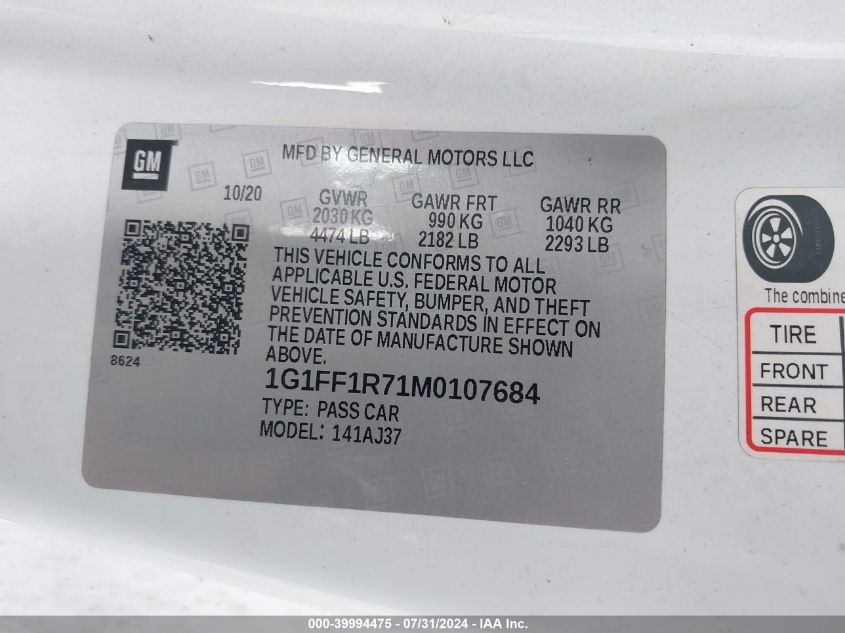 GM
MFD BY GENERAL MOTORS LLC
10/20
GVWR GAWR FRT GAWR RR
2030 KG 990 KG 1040 KG
4474 LB 2182 LB 2293 LB
THIS VEHICLE CONFORMS TO ALL
APPLICABLE U.S. FEDERAL MOTOR
VEHICLE SAFETY, BUMPER, AND THEFT
PREVENTION STANDARDS IN EFFECT ON
THE DATE OF MANUFACTURE SHOWN
ABOVE.
8624
1G1FF1R71M0107684
TYPE: PASS CAR
MODEL: 141AJ37
The combine
TIRE
FRONT
REAR
SPARE
000-39994475 - 07/31/2024 - IAA Inc.